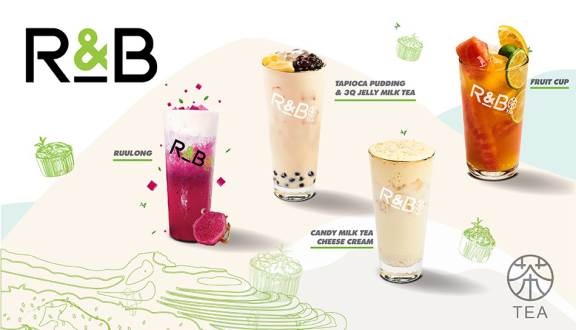 R&B
TAPIOCA PUDDING
& 3Q JELLY MILK TEA
FRUIT CUP
RUULONG
R&B
R&B
R&B
R&B
CANDY MILK TEA
CHEESE CREAM
茶
TEA